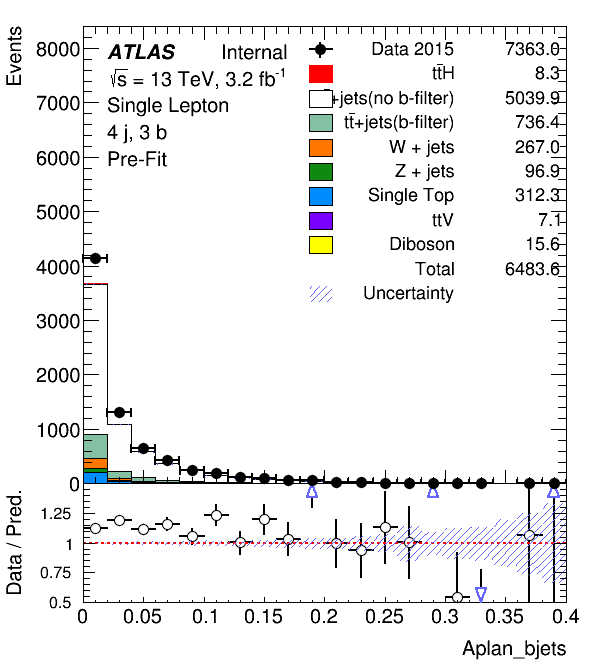 Events
8000
7000
6000
5000
4000
3000
2000
1000
0
ATLAS Internal
√s = 13 TeV, 3.2 fb⁻¹
Single Lepton
4 j, 3 b
Pre-Fit
Data 2015 7363.0
tt̄H 8.3
+jets(no b-filter) 5039.9
tt̄+jets(b-filter) 736.4
W + jets 267.0
Z + jets 96.9
Single Top 312.3
ttV 7.1
Diboson 15.6
Total 6483.6
Uncertainty
Data / Pred.
1.25
1
0.75
0.5
0 0.05 0.1 0.15 0.2 0.25 0.3 0.35 0.4
Aplan_bjets